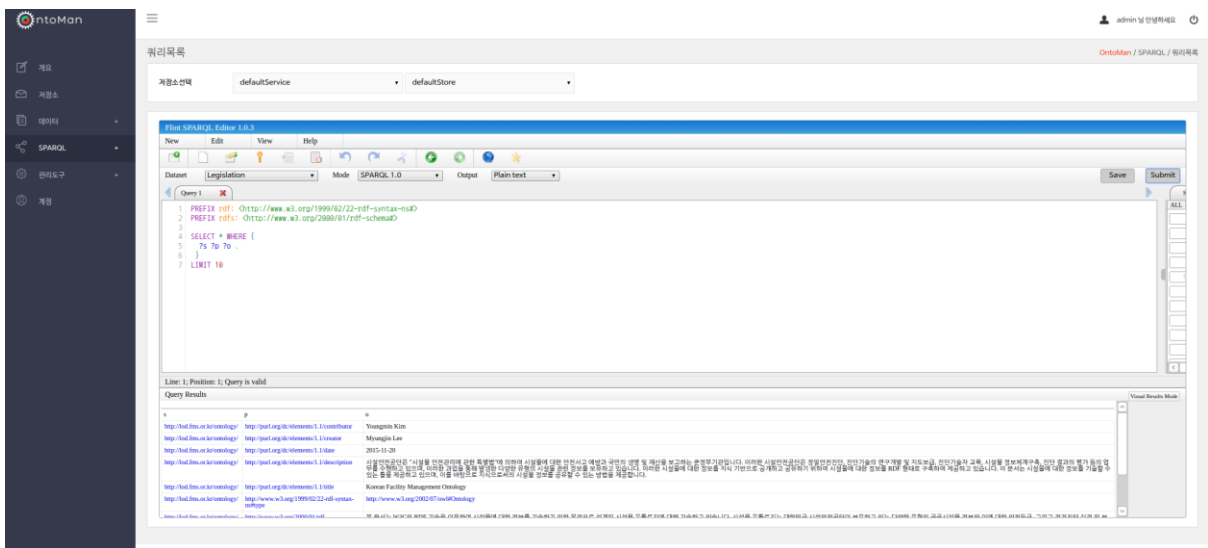 OntoMan
admin 님 안녕하세요
쿼리목록
OntoMan / SPARQL / 쿼리목록
개요
저장소
데이터 +
SPARQL +
관리도구 +
계정
저장소선택 defaultService defaultStore
Flint SPARQL Editor 1.0.3
New Edit View Help
Dataset Legislation Mode SPARQL 1.0 Output Plain text Save Submit
Query 1
ALL
1 PREFIX rdf: <http://www.w3.org/1999/02/22-rdf-syntax-ns#>
2 PREFIX rdfs: <http://www.w3.org/2000/01/rdf-schema#>
3
4 SELECT * WHERE {
5 ?s ?p ?o .
6 }
7 LIMIT 10
Line: 1; Position: 1; Query is valid
Query Results
Visual Results Mode
s p o
http://lod.fms.or.kr/ontology/ http://purl.org/dc/elements/1.1/contributor Youngmin Kim
http://lod.fms.or.kr/ontology/ http://purl.org/dc/elements/1.1/creator Myungjin Lee
http://lod.fms.or.kr/ontology/ http://purl.org/dc/elements/1.1/date 2015-11-20
http://lod.fms.or.kr/ontology/ http://purl.org/dc/elements/1.1/description
http://lod.fms.or.kr/ontology/ http://purl.org/dc/elements/1.1/title Korean Facility Management Ontology
http://lod.fms.or.kr/ontology/ http://www.w3.org/1999/02/22-rdf-syntax-ns#type http://www.w3.org/2002/07/owl#Ontology